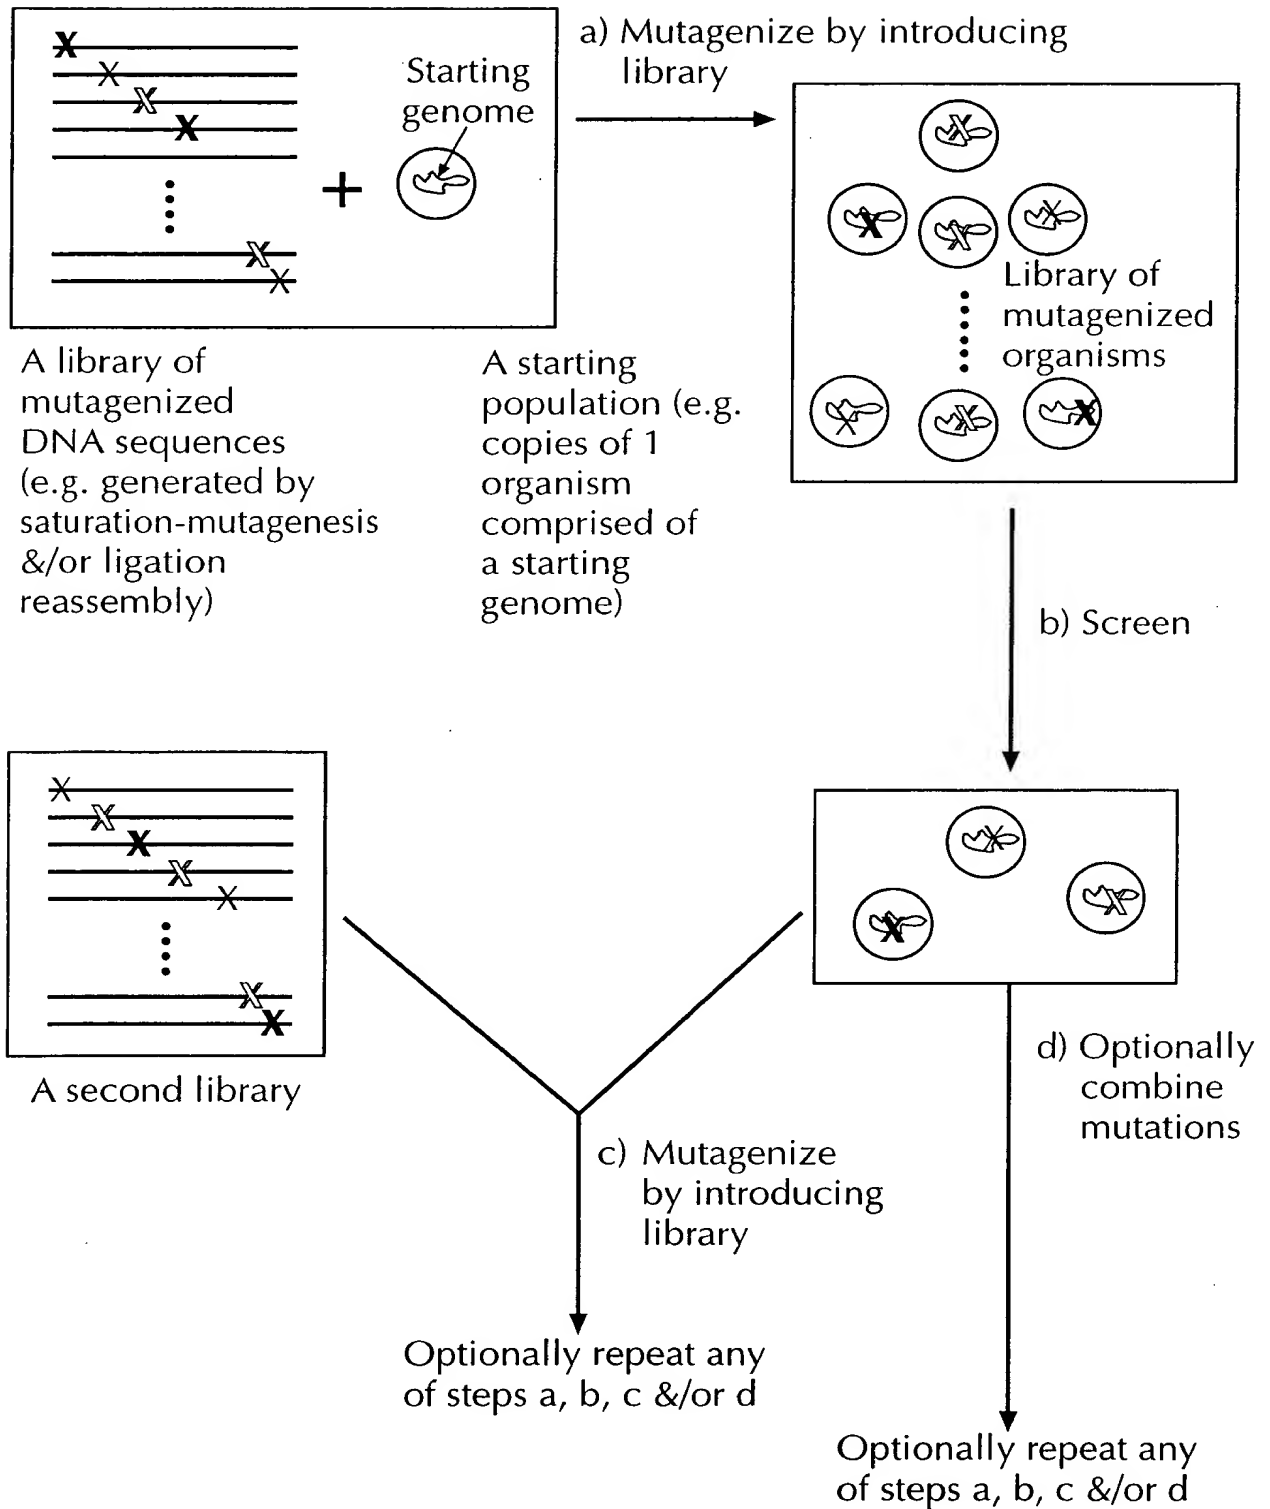 a) Mutagenize by introducing
library
Starting
genome
+
Library of
mutagenized
organisms
A library of
mutagenized
DNA sequences
(e.g. generated by
saturation-mutagenesis
&/or ligation
reassembly)
A starting
population (e.g.
copies of 1
organism
comprised of
a starting
genome)
b) Screen
A second library
d) Optionally
combine
mutations
c) Mutagenize
by introducing
library
Optionally repeat any
of steps a, b, c &/or d
Optionally repeat any
of steps a, b, c &/or d